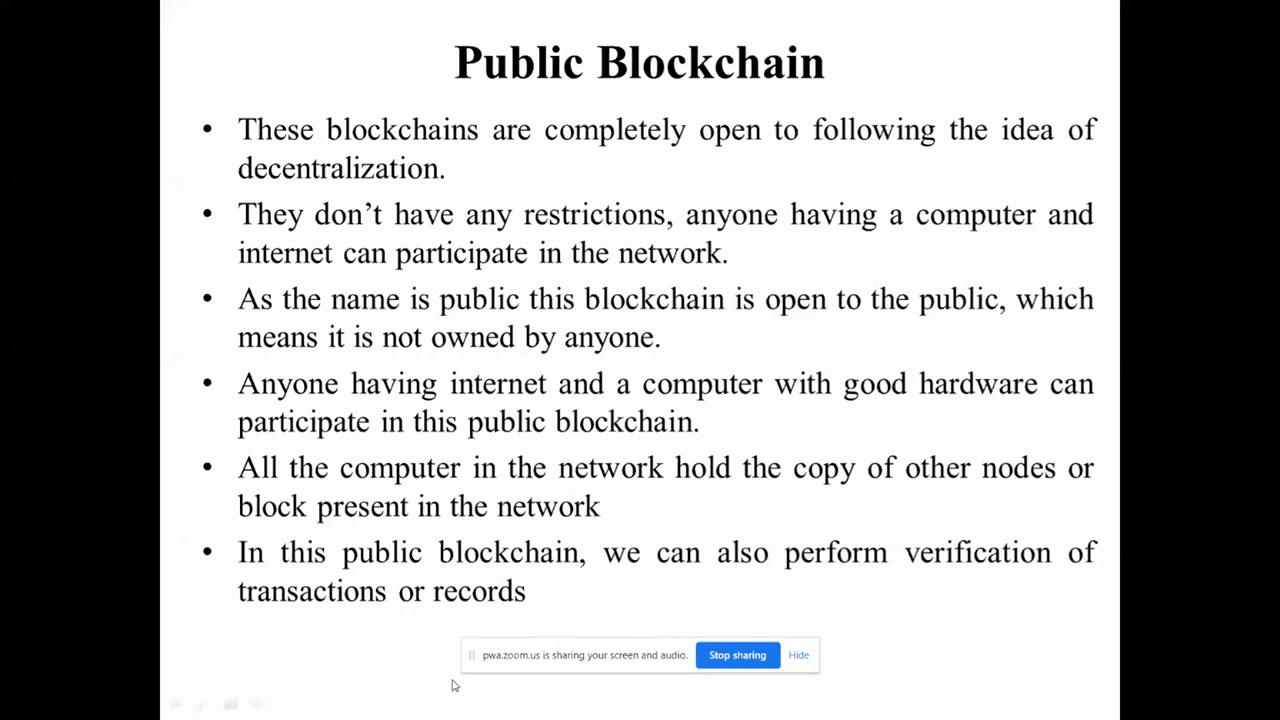 Public Blockchain
• These blockchains are completely open to following the idea of
decentralization.
• They don’t have any restrictions, anyone having a computer and
internet can participate in the network.
• As the name is public this blockchain is open to the public, which
means it is not owned by anyone.
• Anyone having internet and a computer with good hardware can
participate in this public blockchain.
• All the computer in the network hold the copy of other nodes or
block present in the network
• In this public blockchain, we can also perform verification of
transactions or records
pwa.zoom.us is sharing your screen and audio. Stop sharing Hide